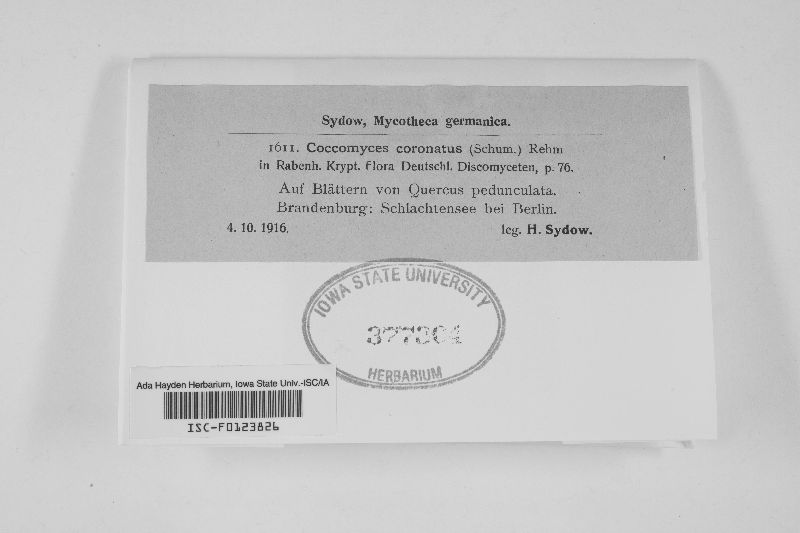 Sydow, Mycotheca germanica.
1611. Coccomyces coronatus (Schum.) Rehm
in Rabenh. Krypt. Flora Deutschl. Discomyceten, p. 76.
Auf Blättern von Quercus pedunculata.
Brandenburg: Schlachtensee bei Berlin.
4. 10. 1916. leg. H. Sydow.
IOWA STATE UNIVERSITY
HERBARIUM
Ada Hayden Herbarium, Iowa State Univ.-ISC/IA
ISC-F0123826